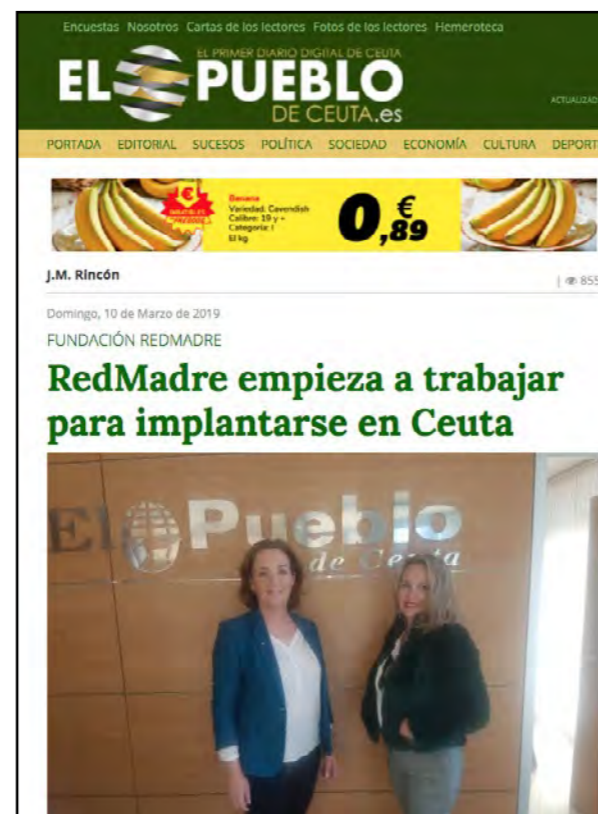 Encuestas Nosotros Cartas de los lectores Fotos de los lectores Hemeroteca
EL PRIMER DIARIO DIGITAL DE CEUTA
EL PUEBLO
DE CEUTA.es
ACTUALIZAD
PORTADA EDITORIAL SUCESOS POLÍTICA SOCIEDAD ECONOMÍA CULTURA DEPORT
Banana
Variedad: Cavendish
Calibre: 19 y +
Categoría: I
El kg
0,89 €
J.M. Rincón
| 855
Domingo, 10 de Marzo de 2019
FUNDACIÓN REDMADRE
RedMadre empieza a trabajar
para implantarse en Ceuta
El Pueblo
de Ceuta